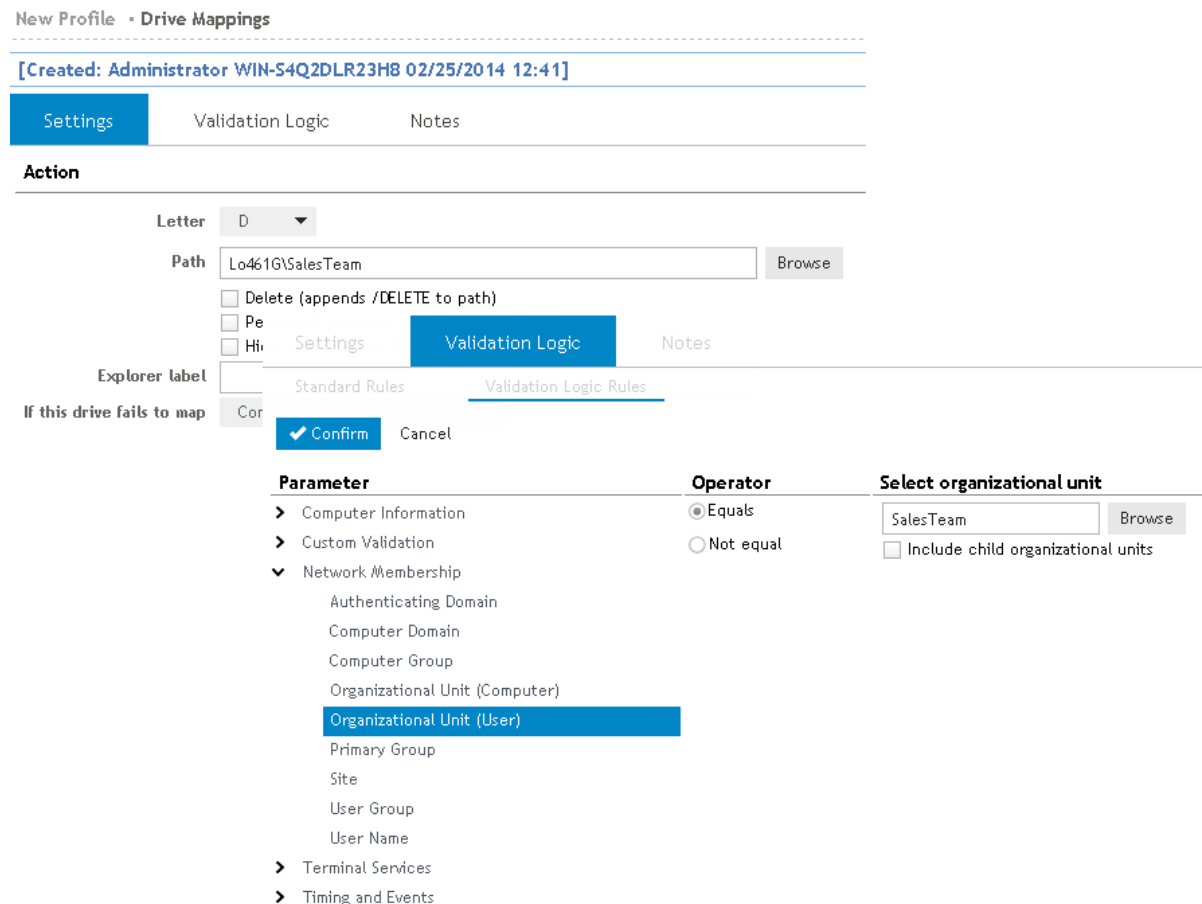 New Profile • Drive Mappings
[Created: Administrator WIN-S4Q2DLR23H8 02/25/2014 12:41]
Settings Validation Logic Notes
Action
Letter D
Path Lo461G\SalesTeam Browse
Delete (appends /DELETE to path)
Pe
Hi
Explorer label
If this drive fails to map Cor
Settings Validation Logic Notes
Standard Rules Validation Logic Rules
Confirm Cancel
Parameter Operator Select organizational unit
Computer Information Equals SalesTeam Browse
Custom Validation Not equal Include child organizational units
Network Membership
Authenticating Domain
Computer Domain
Computer Group
Organizational Unit (Computer)
Organizational Unit (User)
Primary Group
Site
User Group
User Name
Terminal Services
Timing and Events